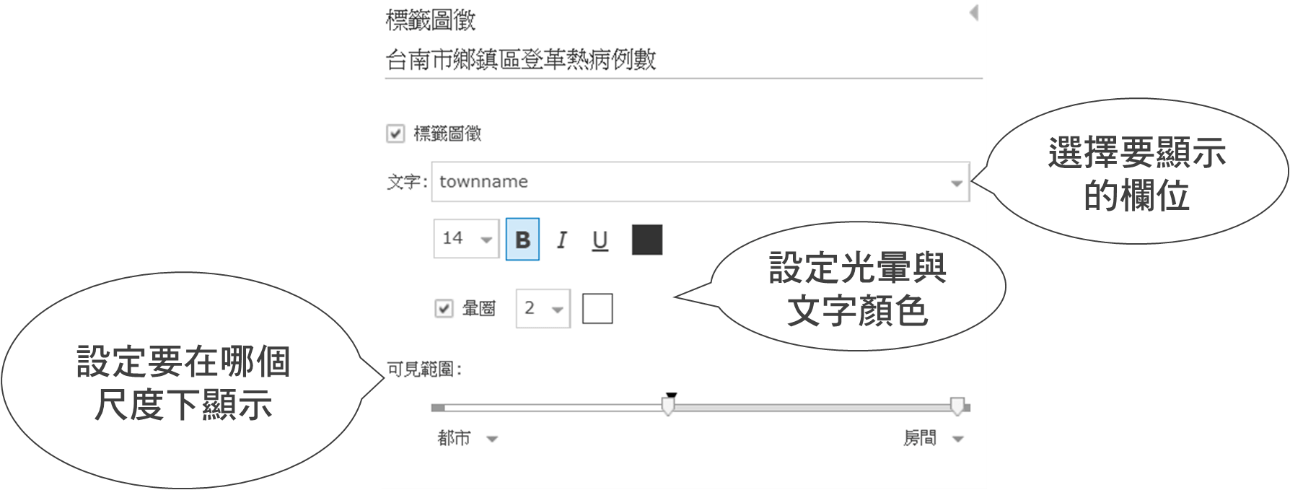 標籤圖徵
台南市鄉鎮區登革熱病例數
標籤圖徵
文字:
townname
選擇要顯示
的欄位
14
B
I
U
設定光暈與
文字顏色
暈圈
2
設定要在哪個
尺度下顯示
可見範圍:
都市
房間